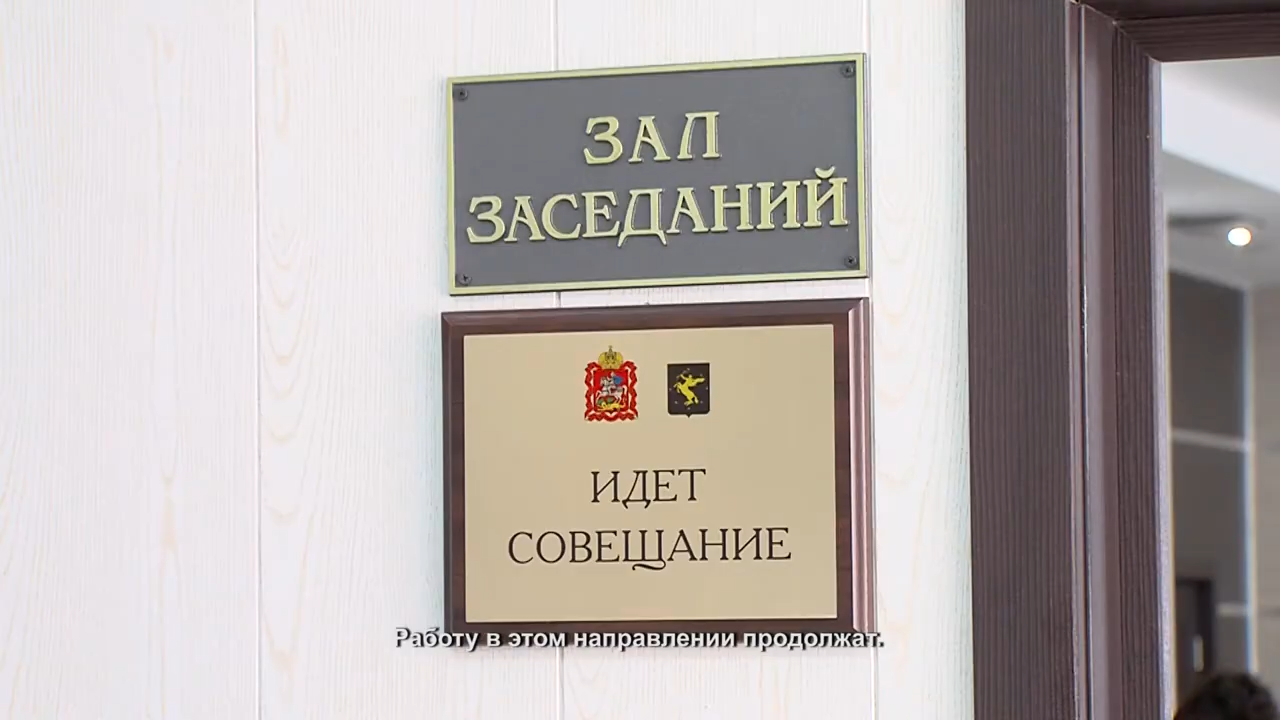 ЗАЛ
ЗАСЕДАНИЙ
ИДЕТ
СОВЕЩАНИЕ
Работу в этом направлении продолжат.